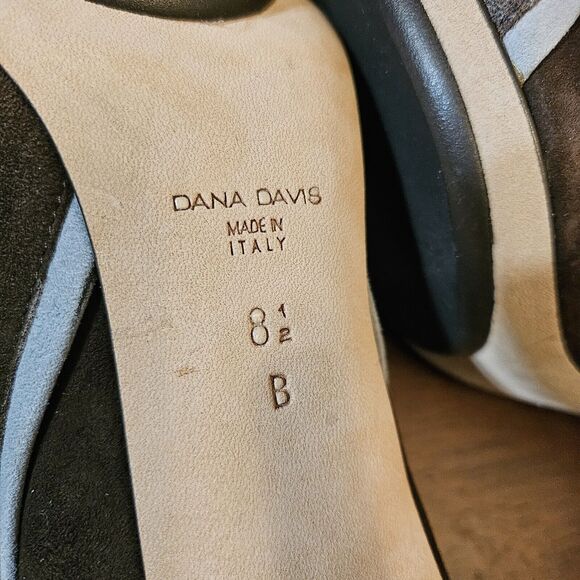 DANA DAVIS
MADE IN
ITALY
8 1/2
B